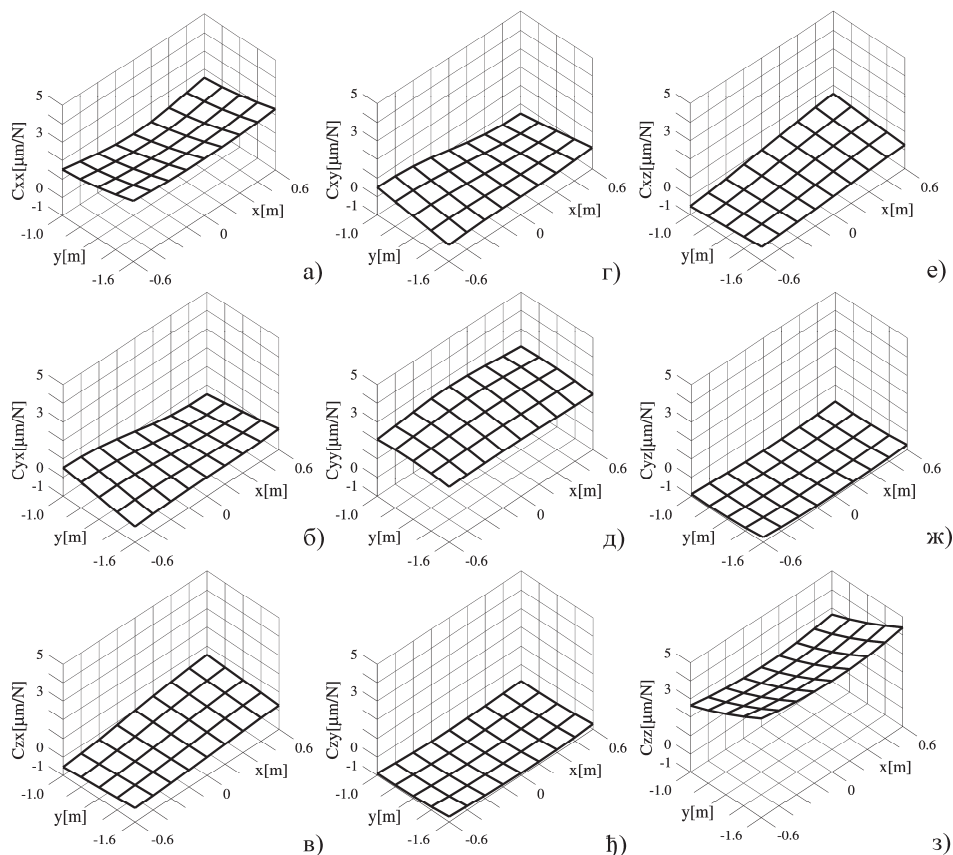 Cxx[μm/N]
5
3
0
-1
-1.0
y[m]
-1.6
-0.6
0
x[m]
0.6
а)
Cxy[μm/N]
5
3
0
-1
-1.0
y[m]
-1.6
-0.6
0
x[m]
0.6
г)
Cxz[μm/N]
5
3
0
-1
-1.0
y[m]
-1.6
-0.6
0
x[m]
0.6
е)
Cyx[μm/N]
5
3
0
-1
-1.0
y[m]
-1.6
-0.6
0
x[m]
0.6
б)
Cyy[μm/N]
5
3
0
-1
-1.0
y[m]
-1.6
-0.6
0
x[m]
0.6
д)
Cyz[μm/N]
5
3
0
-1
-1.0
y[m]
-1.6
-0.6
0
x[m]
0.6
ж)
Czx[μm/N]
5
3
0
-1
-1.0
y[m]
-1.6
-0.6
0
x[m]
0.6
в)
Czy[μm/N]
5
3
0
-1
-1.0
y[m]
-1.6
-0.6
0
x[m]
0.6
ђ)
Czz[μm/N]
5
3
0
-1
-1.0
y[m]
-1.6
-0.6
0
x[m]
0.6
з)